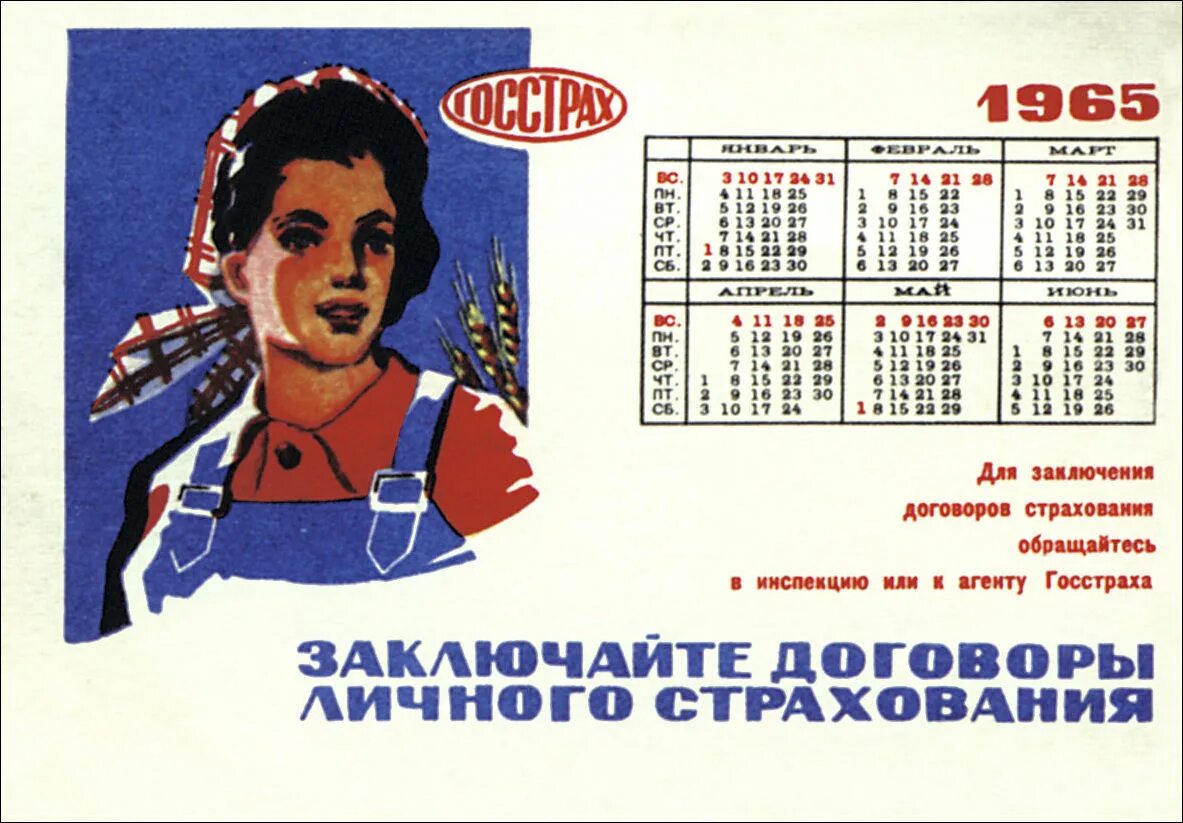 ГОССТРАХ
1965
ЯНВАРЬ ФЕВРАЛЬ МАРТ
ВС. 3 10 17 24 31 7 14 21 28 7 14 21 28
ПН. 4 11 18 25 1 8 15 22 1 8 15 22 29
ВТ. 5 12 19 26 2 9 16 23 2 9 16 23 30
СР. 6 13 20 27 3 10 17 24 3 10 17 24 31
ЧТ. 7 14 21 28 4 11 18 25 4 11 18 25
ПТ. 1 8 15 22 29 5 12 19 26 5 12 19 26
СБ. 2 9 16 23 30 6 13 20 27 6 13 20 27
АПРЕЛЬ МАЙ ИЮНЬ
ВС. 4 11 18 25 2 9 16 23 30 6 13 20 27
ПН. 5 12 19 26 3 10 17 24 31 7 14 21 28
ВТ. 6 13 20 27 4 11 18 25 1 8 15 22 29
СР. 7 14 21 28 5 12 19 26 2 9 16 23 30
ЧТ. 1 8 15 22 29 6 13 20 27 3 10 17 24
ПТ. 2 9 16 23 30 7 14 21 28 4 11 18 25
СБ. 3 10 17 24 1 8 15 22 29 5 12 19 26
Для заключения
договоров страхования
обращайтесь
в инспекцию или к агенту Госстраха
ЗАКЛЮЧАЙТЕ ДОГОВОРЫ
ЛИЧНОГО СТРАХОВАНИЯ